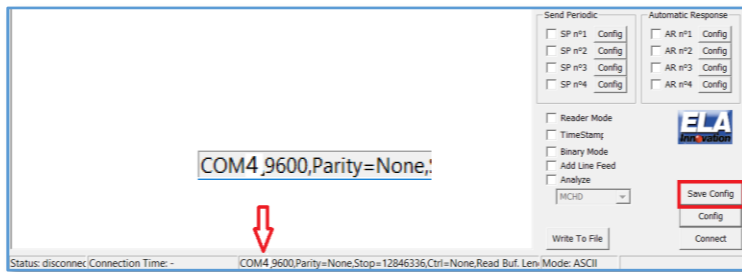 Send Periodic
Automatic Response
SP nº1 Config
AR nº1 Config
SP nº2 Config
AR nº2 Config
SP nº3 Config
AR nº3 Config
SP nº4 Config
AR nº4 Config
Reader Mode
TimeStamp
Binary Mode
Add Line Feed
Analyze
MCHD
ELA
Innovation
Save Config
Config
Write To File
Connect
COM4,9600,Parity=None,
Status: disconnec
Connection Time: -
COM4,9600,Parity=None,Stop=12846336,Ctrl=None,Read Buf. Len
Mode: ASCII